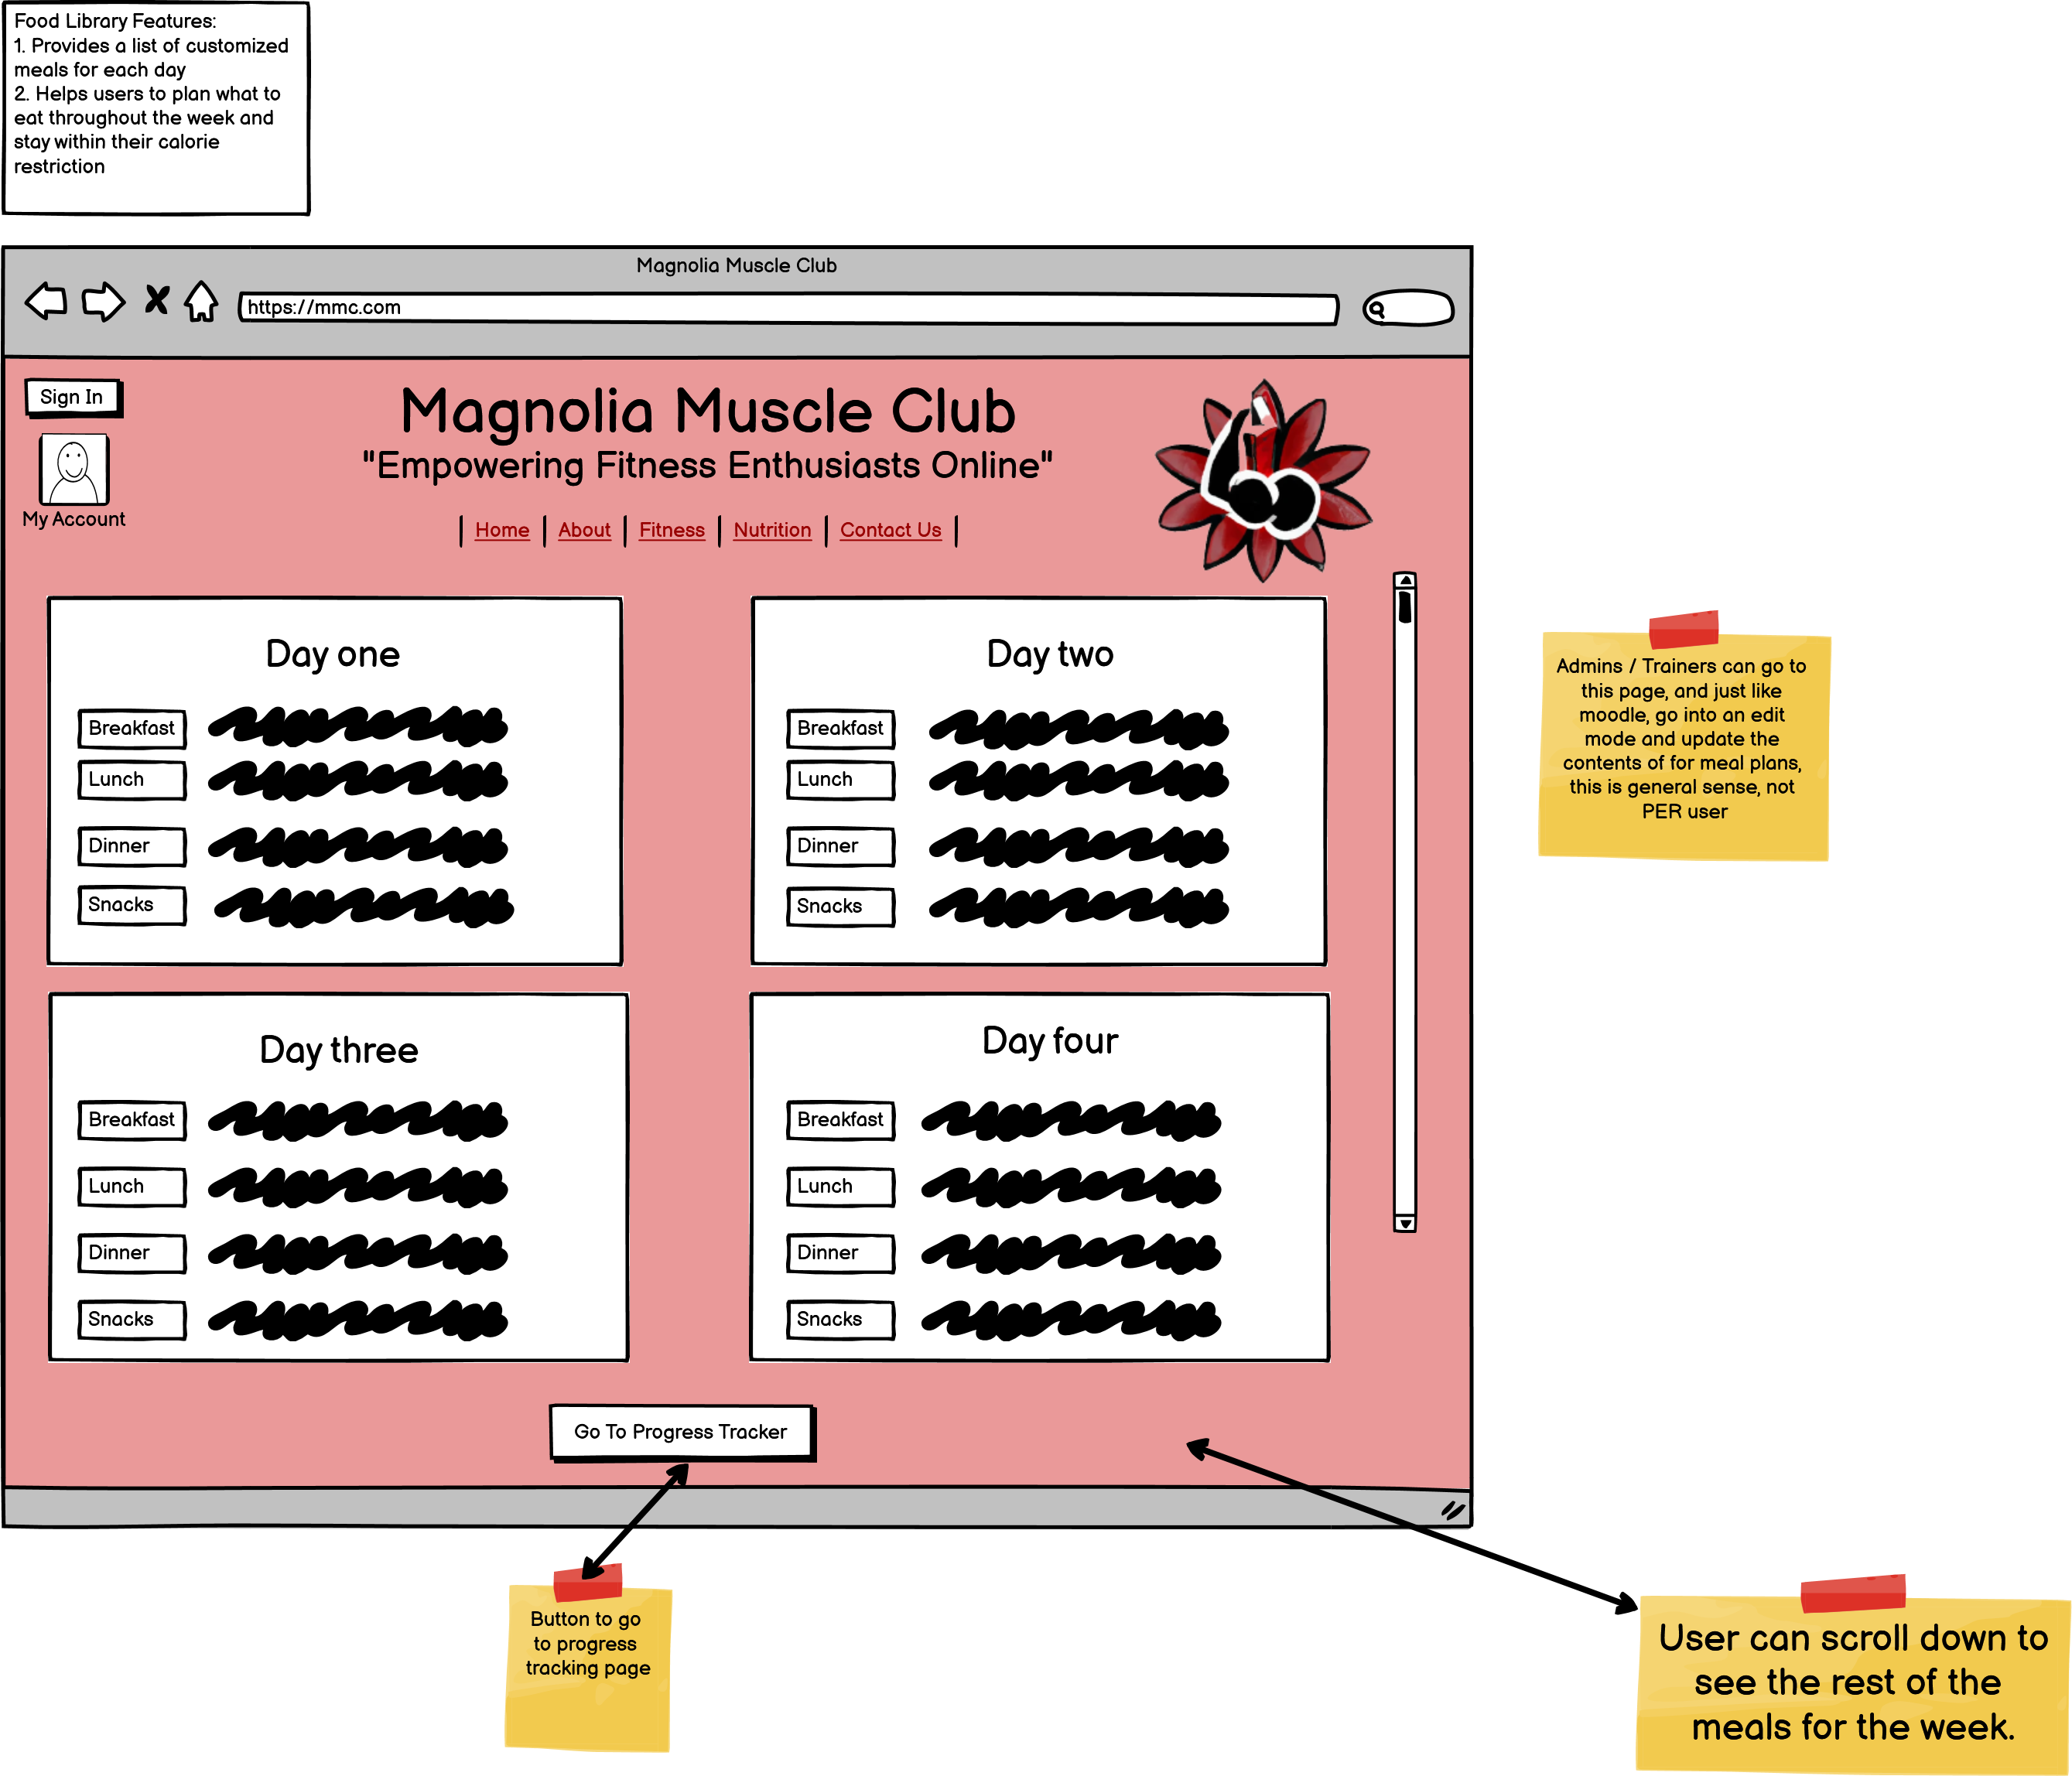 Food Library Features:
1. Provides a list of customized
meals for each day
2. Helps users to plan what to
eat throughout the week and
stay within their calorie
restriction
Magnolia Muscle Club
https://mmc.com
Sign In
My Account
Magnolia Muscle Club
"Empowering Fitness Enthusiasts Online"
Home About Fitness Nutrition Contact Us
Day one
Breakfast
Lunch
Dinner
Snacks
Day two
Breakfast
Lunch
Dinner
Snacks
Day three
Breakfast
Lunch
Dinner
Snacks
Day four
Breakfast
Lunch
Dinner
Snacks
Go To Progress Tracker
Admins / Trainers can go to
this page, and just like
moodle, go into an edit
mode and update the
contents of for meal plans,
this is general sense, not
PER user
Button to go
to progress
tracking page
User can scroll down to
see the rest of the
meals for the week.